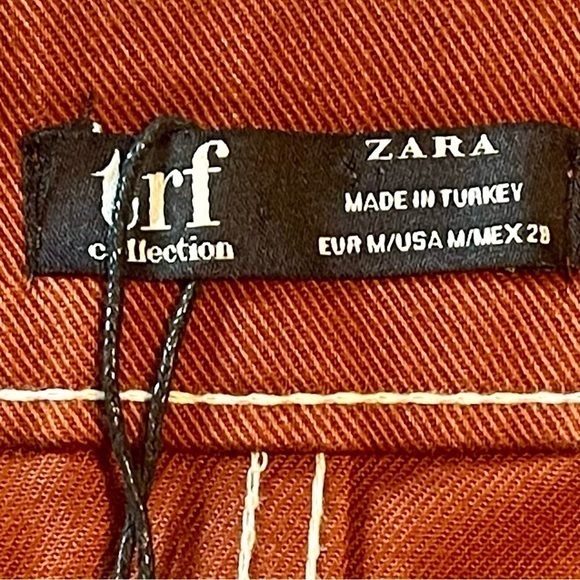 trf
collection
ZARA
MADE IN TURKEY
EUR M/USA M/MEX 28